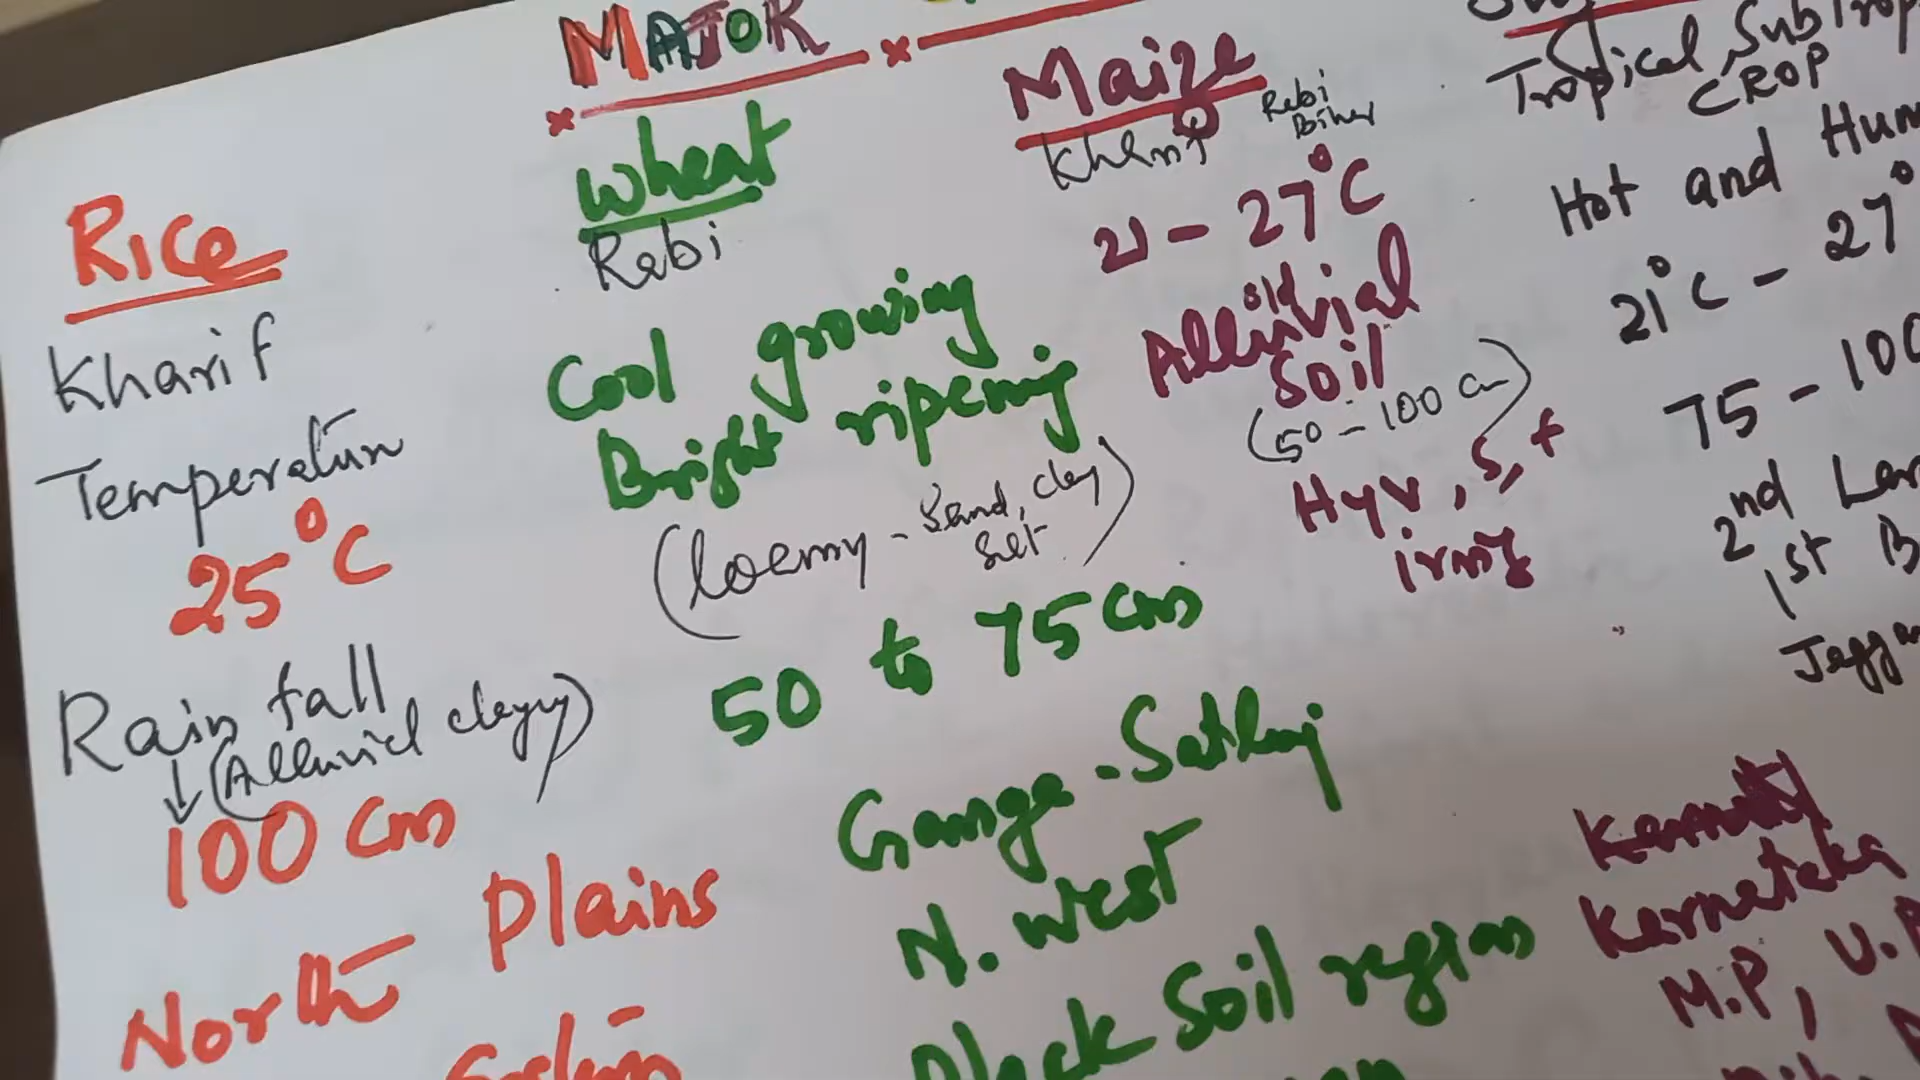 MAJOR
Rice
Kharif
Temperature
25°C
Rain fall
(Alluvial clayey)
100 cm
North Plains
Wheat
Rabi
Cool growing
Bright ripening
(loamy - Sand, clay
silt)
50 to 75 cm
Ganga - Satluj
N. West
Black Soil region
Maize
Kharif
Rabi
Bihar
21 - 27°C
old
Alluvial
Soil
(50 - 100 cm)
Hyv, S, f
irrig
Karnataka
M.P, U.P
Tropical, SubTrop
CROP
Hot and Hum
21°C - 27°
75 - 100
2nd Lar
1st B
Jagga